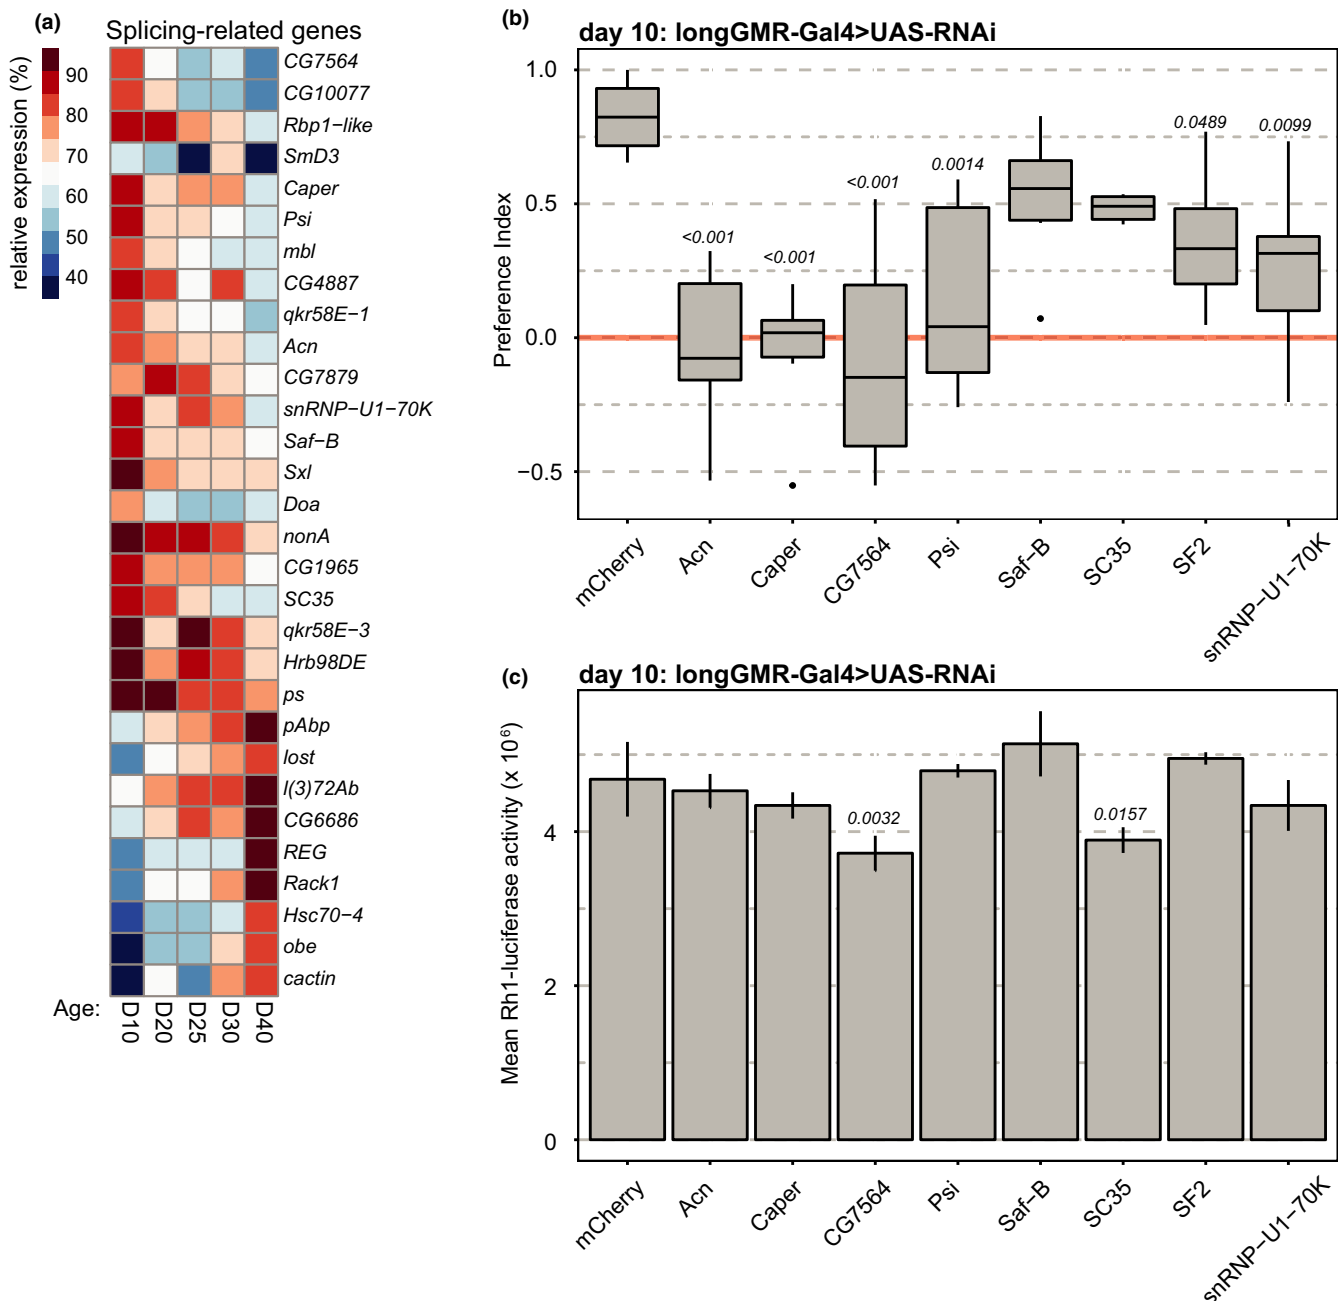 (a)
Splicing-related genes
relative expression (%)
90
80
70
60
50
40
CG7564
CG10077
Rbp1−like
SmD3
Caper
Psi
mbl
CG4887
qkr58E−1
Acn
CG7879
snRNP−U1−70K
Saf−B
Sxl
Doa
nonA
CG1965
SC35
qkr58E−3
Hrb98DE
ps
pAbp
lost
l(3)72Ab
CG6686
REG
Rack1
Hsc70−4
obe
cactin
Age: D10 D20 D25 D30 D40
(b)
day 10: longGMR-Gal4>UAS-RNAi
Preference Index
1.0
0.5
0.0
−0.5
<0.001
<0.001
<0.001
0.0014
0.0489
0.0099
mCherry
Acn
Caper
CG7564
Psi
Saf−B
SC35
SF2
snRNP−U1−70K
(c)
day 10: longGMR-Gal4>UAS-RNAi
Mean Rh1-luciferase activity (x 10⁶)
4
2
0
0.0032
0.0157
mCherry
Acn
Caper
CG7564
Psi
Saf−B
SC35
SF2
snRNP−U1−70K